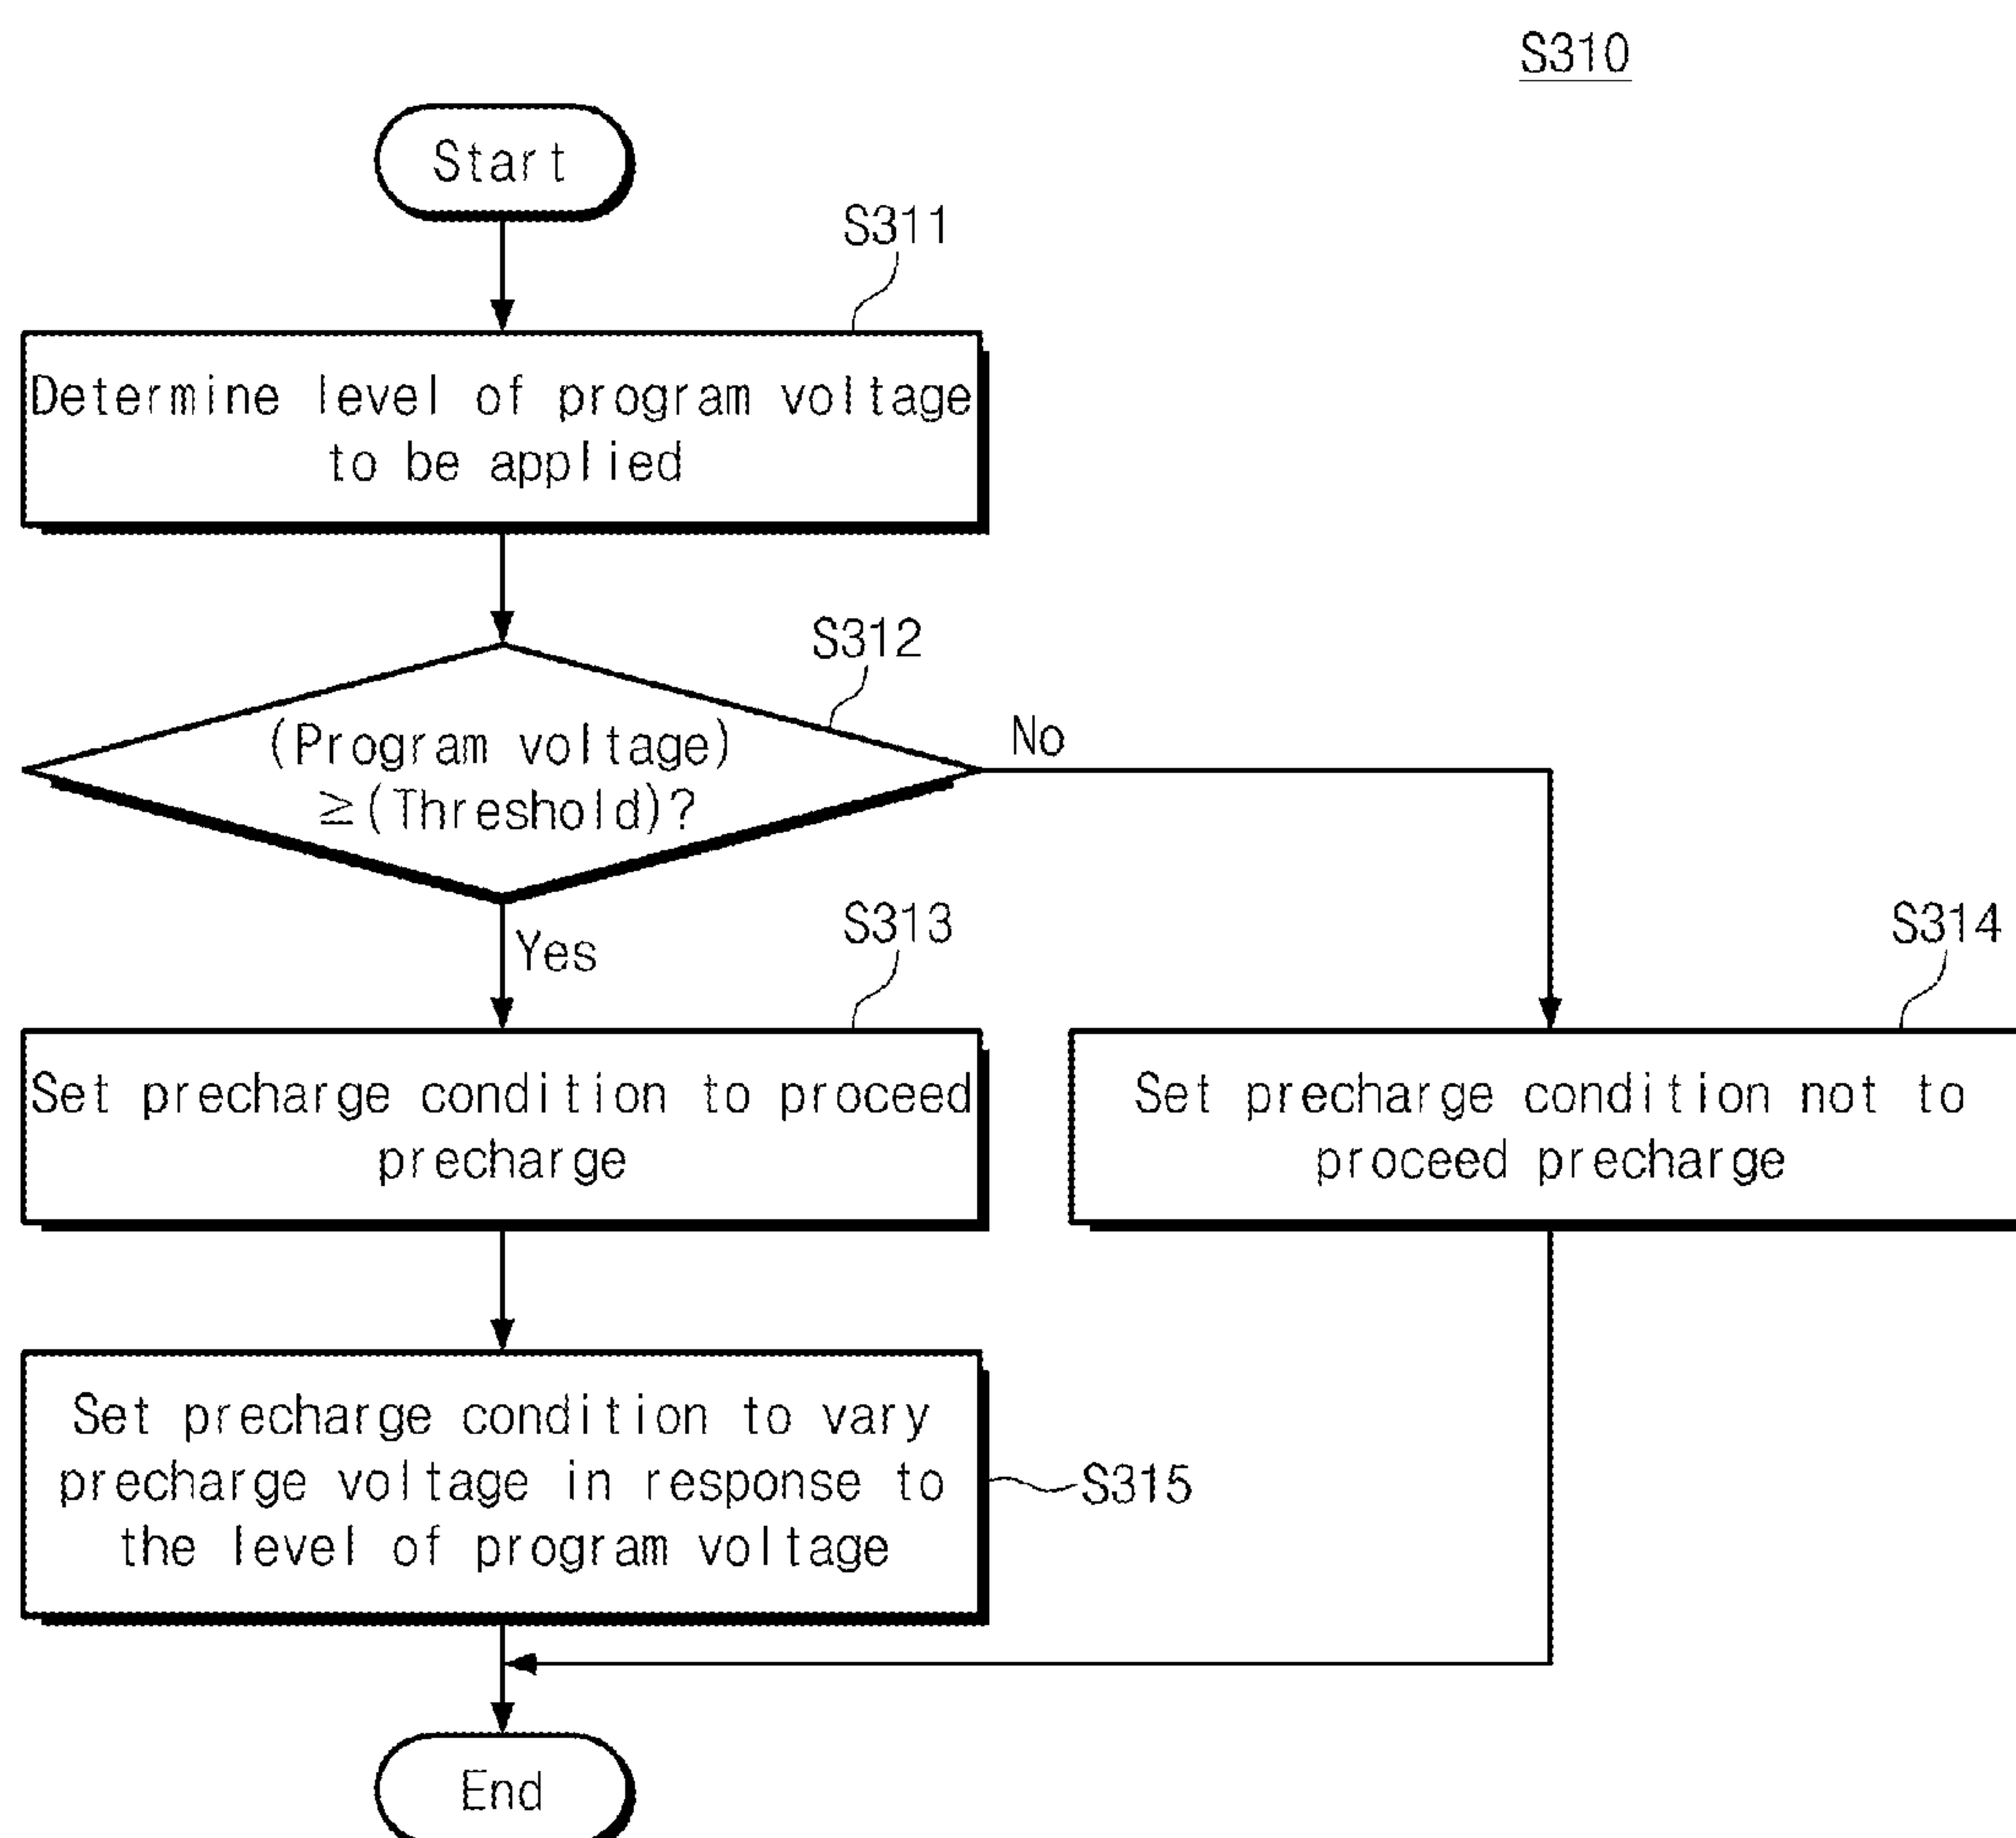 S310
Start
S311
Determine level of program voltage
to be applied
S312
(Program voltage)
≥(Threshold)?
No
Yes
S313
Set precharge condition to proceed
precharge
S314
Set precharge condition not to
proceed precharge
Set precharge condition to vary
precharge voltage in response to
the level of program voltage
S315
End